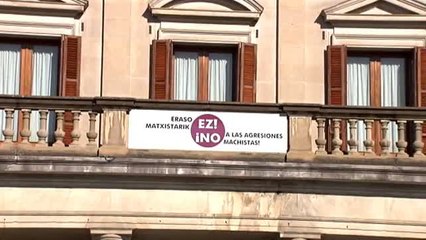 ERASO
MATXISTARIK
EZ!
¡NO
A LAS AGRESIONES
MACHISTAS!